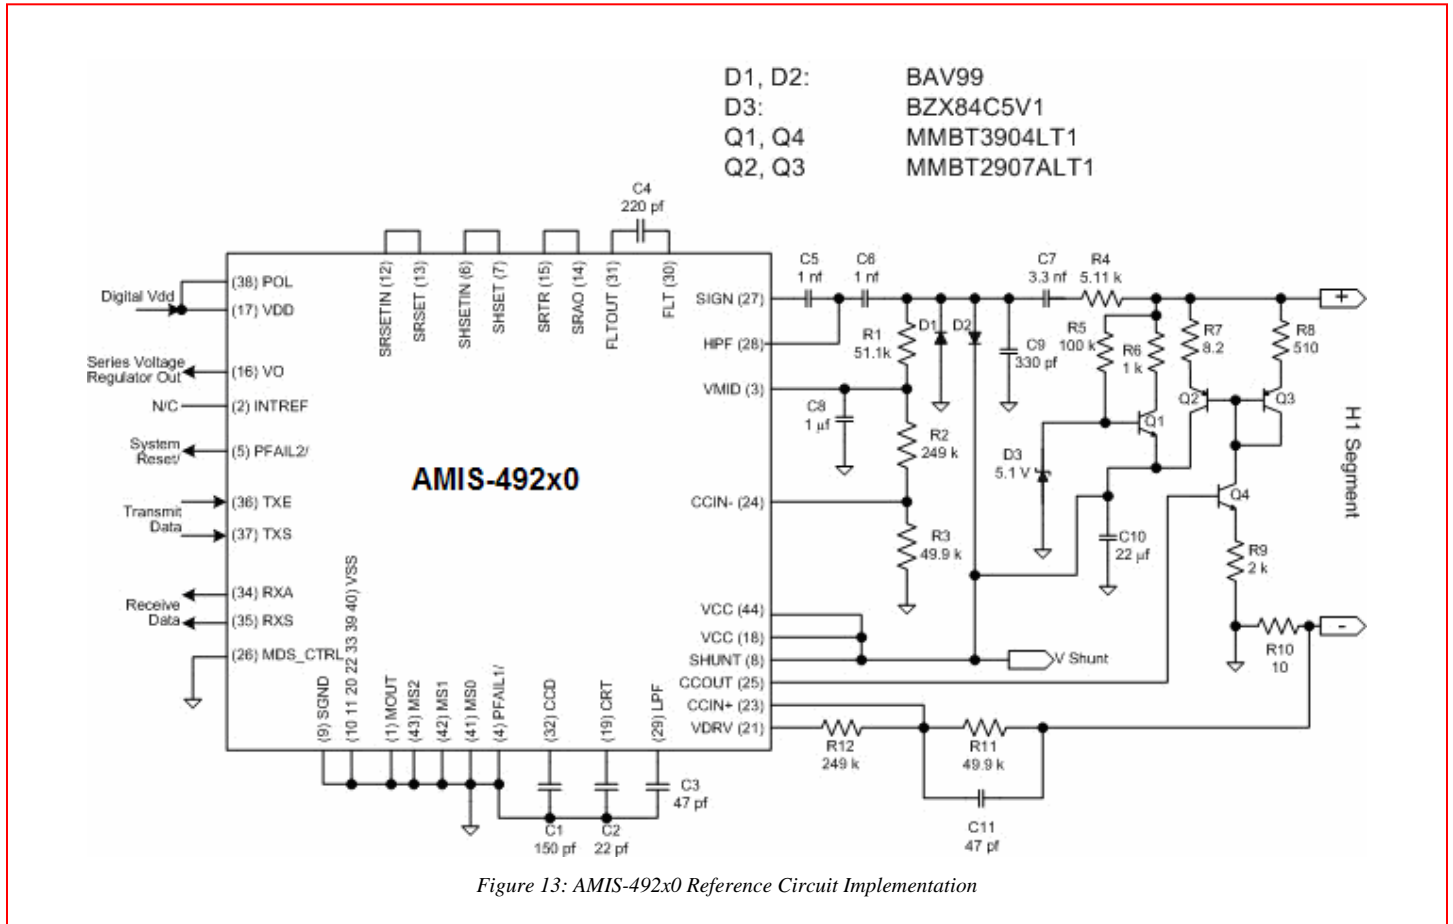 D1, D2: BAV99
D3: BZX84C5V1
Q1, Q4 MMBT3904LT1
Q2, Q3 MMBT2907ALT1
C4
220 pf
SRSETIN (12)
SRSET (13)
SHSETIN (6)
SHSET (7)
SRTR (15)
SRAO (14)
FLTOUT (31)
FLT (30)
Digital Vdd
(38) POL
(17) VDD
Series Voltage
Regulator Out
(16) VO
N/C
(2) INTREF
System
Reset/
(5) PFAIL2/
Transmit
Data
(36) TXE
(37) TXS
Receive
Data
(34) RXA
(35) RXS
(26) MDS_CTRL
AMIS-492x0
SIGN (27)
HPF (28)
VMID (3)
CCIN- (24)
VCC (44)
VCC (18)
SHUNT (8)
CCOUT (25)
CCIN+ (23)
VDRV (21)
(9) SGND
(10 11 20 22 33 39 40) VSS
(1) MOUT
(43) MS2
(42) MS1
(41) MS0
(4) PFAIL1/
(32) CCD
(19) CRT
(29) LPF
C1
150 pf
C2
22 pf
C3
47 pf
C5
1 nf
C6
1 nf
C7
3.3 nf
R4
5.11 k
R1
51.1k
D1
D2
C9
330 pf
R5
100 k
R6
1 k
R7
8.2
R8
510
C8
1 µf
R2
249 k
D3
5.1 V
Q1
Q2
Q3
Q4
R3
49.9 k
C10
22 µf
R9
2 k
R10
10
+
-
H1 Segment
V Shunt
R12
249 k
R11
49.9 k
C11
47 pf
Figure 13: AMIS-492x0 Reference Circuit Implementation